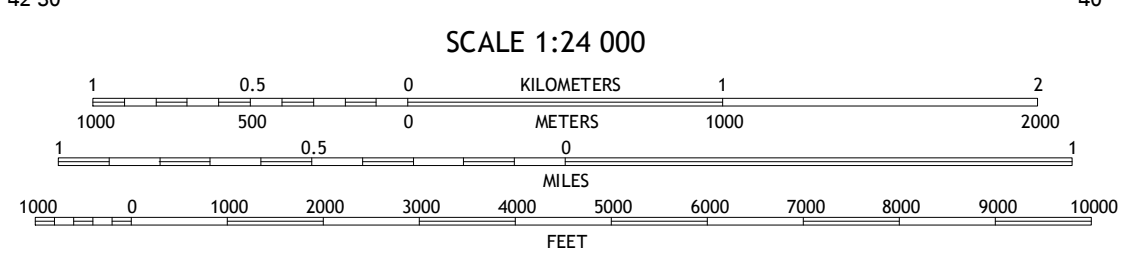 42'30"
40'
SCALE 1:24 000
1 0.5 0 KILOMETERS 1 2
1000 500 0 METERS 1000 2000
1 0.5 0 1
MILES
1000 0 1000 2000 3000 4000 5000 6000 7000 8000 9000 10000
FEET